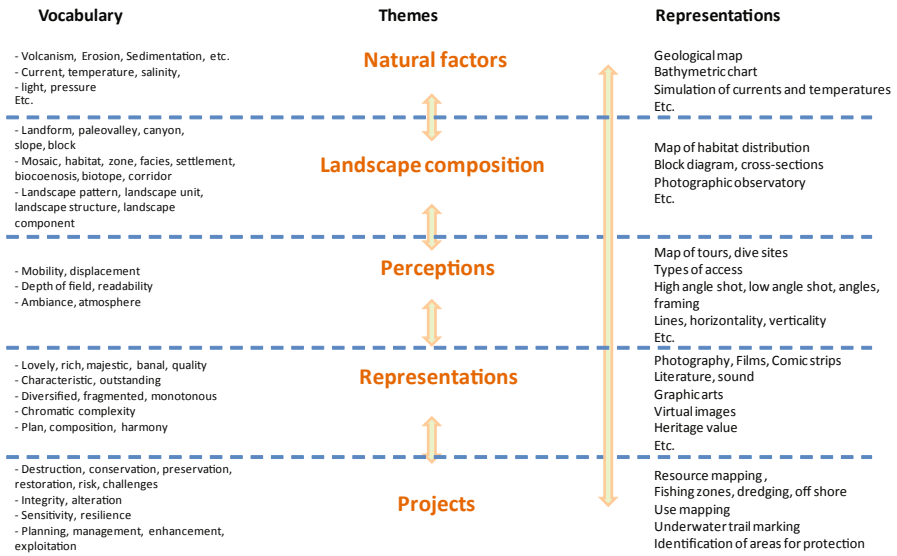 Vocabulary Themes Representations
- Volcanism, Erosion, Sedimentation, etc.
- Current, temperature, salinity,
- light, pressure
Etc.
Natural factors
Geological map
Bathymetric chart
Simulation of currents and temperatures
Etc.
- Landform, paleovalley, canyon,
slope, block
- Mosaic, habitat, zone, facies, settlement,
biocoenosis, biotope, corridor
- Landscape pattern, landscape unit,
landscape structure, landscape
component
Landscape composition
Map of habitat distribution
Block diagram, cross-sections
Photographic observatory
Etc.
- Mobility, displacement
- Depth of field, readability
- Ambiance, atmosphere
Perceptions
Map of tours, dive sites
Types of access
High angle shot, low angle shot, angles,
framing
Lines, horizontality, verticality
Etc.
- Lovely, rich, majestic, banal, quality
- Characteristic, outstanding
- Diversified, fragmented, monotonous
- Chromatic complexity
- Plan, composition, harmony
Representations
Photography, Films, Comic strips
Literature, sound
Graphic arts
Virtual images
Heritage value
Etc.
- Destruction, conservation, preservation,
restoration, risk, challenges
- Integrity, alteration
- Sensitivity, resilience
- Planning, management, enhancement,
exploitation
Projects
Resource mapping ,
Fishing zones, dredging, off shore
Use mapping
Underwater trail marking
Identification of areas for protection